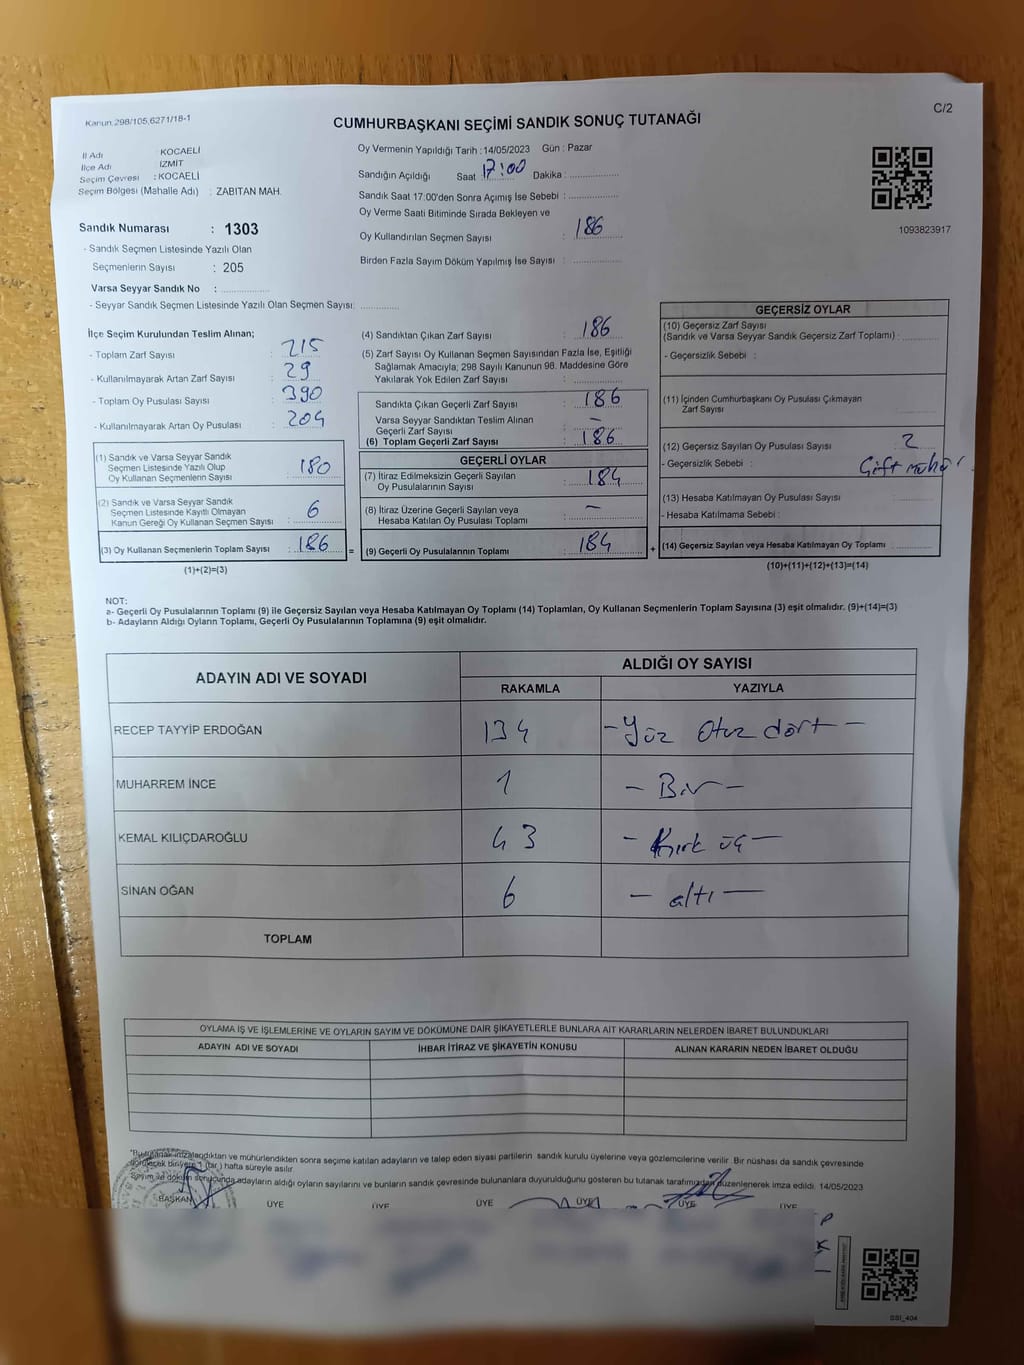 Kanun:298/105,6271/18-1
C/2
CUMHURBAŞKANI SEÇİMİ SANDIK SONUÇ TUTANAĞI
İl Adı KOCAELİ
İlçe Adı İZMİT
Seçim Çevresi : KOCAELİ
Seçim Bölgesi (Mahalle Adı) : ZABITAN MAH.
Sandık Numarası : 1303
- Sandık Seçmen Listesinde Yazılı Olan
Seçmenlerin Sayısı : 205
Varsa Seyyar Sandık No :
- Seyyar Sandık Seçmen Listesinde Yazılı Olan Seçmen Sayısı:
Oy Vermenin Yapıldığı Tarih : 14/05/2023 Gün : Pazar
Sandığın Açıldığı Saat : 17:00 Dakika :
Sandık Saat 17:00'den Sonra Açımış İse Sebebi :
Oy Verme Saati Bitiminde Sırada Bekleyen ve
Oy Kullandırılan Seçmen Sayısı : 186
Birden Fazla Sayım Döküm Yapılmış İse Sayısı :
1093823917
İlçe Seçim Kurulundan Teslim Alınan;
- Toplam Zarf Sayısı : 215
- Kullanılmayarak Artan Zarf Sayısı : 29
- Toplam Oy Pusulası Sayısı : 390
- Kullanılmayarak Artan Oy Pusulası : 204
(1) Sandık ve Varsa Seyyar Sandık
Seçmen Listesinde Yazılı Olup
Oy Kullanan Seçmenlerin Sayısı : 180
(2) Sandık ve Varsa Seyyar Sandık
Seçmen Listesinde Kayıtlı Olmayan
Kanun Gereği Oy Kullanan Seçmen Sayısı : 6
(3) Oy Kullanan Seçmenlerin Toplam Sayısı : 186 =
(1)+(2)=(3)
(4) Sandıktan Çıkan Zarf Sayısı : 186
(5) Zarf Sayısı Oy Kullanan Seçmen Sayısından Fazla İse, Eşitliği
Sağlamak Amacıyla; 298 Sayılı Kanunun 98. Maddesine Göre
Yakılarak Yok Edilen Zarf Sayısı :
Sandıkta Çıkan Geçerli Zarf Sayısı : 186
Varsa Seyyar Sandıktan Teslim Alınan
Geçerli Zarf Sayısı : –
(6) Toplam Geçerli Zarf Sayısı : 186
GEÇERLİ OYLAR
(7) İtiraz Edilmeksizin Geçerli Sayılan
Oy Pusulalarının Sayısı : 184
(8) İtiraz Üzerine Geçerli Sayılan veya
Hesaba Katılan Oy Pusulası Toplamı : –
(9) Geçerli Oy Pusulalarının Toplamı : 184 +
GEÇERSİZ OYLAR
(10) Geçersiz Zarf Sayısı
(Sandık ve Varsa Seyyar Sandık Geçersiz Zarf Toplamı) :
- Geçersizlik Sebebi :
(11) İçinden Cumhurbaşkanı Oy Pusulası Çıkmayan
Zarf Sayısı
(12) Geçersiz Sayılan Oy Pusulası Sayısı : 2
- Geçersizlik Sebebi : Çift mühür
(13) Hesaba Katılmayan Oy Pusulası Sayısı :
- Hesaba Katılmama Sebebi :
(14) Geçersiz Sayılan veya Hesaba Katılmayan Oy Toplamı :
(10)+(11)+(12)+(13)=(14)
NOT:
a- Geçerli Oy Pusulalarının Toplamı (9) ile Geçersiz Sayılan veya Hesaba Katılmayan Oy Toplamı (14) Toplamları, Oy Kullanan Seçmenlerin Toplam Sayısına (3) eşit olmalıdır. (9)+(14)=(3)
b- Adayların Aldığı Oyların Toplamı, Geçerli Oy Pusulalarının Toplamına (9) eşit olmalıdır.
ADAYIN ADI VE SOYADI
ALDIĞI OY SAYISI
RAKAMLA YAZIYLA
RECEP TAYYİP ERDOĞAN 134 - Yüz Otuz dört -
MUHARREM İNCE 1 - Bir -
KEMAL KILIÇDAROĞLU 43 - Kırk üç -
SİNAN OĞAN 6 - altı -
TOPLAM
OYLAMA İŞ VE İŞLEMLERİNE VE OYLARIN SAYIM VE DÖKÜMÜNE DAİR ŞİKAYETLERLE BUNLARA AİT KARARLARIN NELERDEN İBARET BULUNDUKLARI
ADAYIN ADI VE SOYADI İHBAR İTİRAZ VE ŞİKAYETİN KONUSU ALINAN KARARIN NEDEN İBARET OLDUĞU
imzalandıktan ve mühürlendikten sonra seçime katılan adayların ve talep eden siyasi partilerin sandık kurulu üyelerine veya gözlemcilerine verilir. Bir nüshası da sandık çevresinde
görülecek bir yere 1 (bir) hafta süreyle asılır.
Sayım ve döküm sonucunda adayların aldığı oyların sayılarını ve bunların sandık çevresinde bulunanlara duyurulduğunu gösteren bu tutanak tarafımızdan düzenlenerek imza edildi. 14/05/2023
BAŞKAN ÜYE ÜYE ÜYE ÜYE ÜYE ÜYE